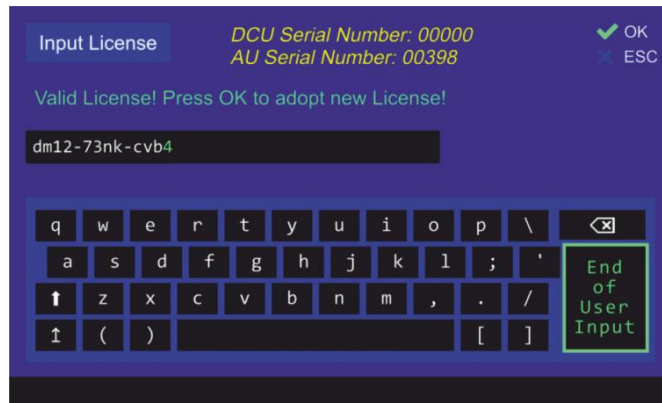 Input License
DCU Serial Number: 00000
AU Serial Number: 00398
OK
ESC
Valid License! Press OK to adopt new License!
dm12-73nk-cvb4
q w e r t y u i o p \
a s d f g h j k l ; '
z x c v b n m , . /
( ) [ ]
End
of
User
Input